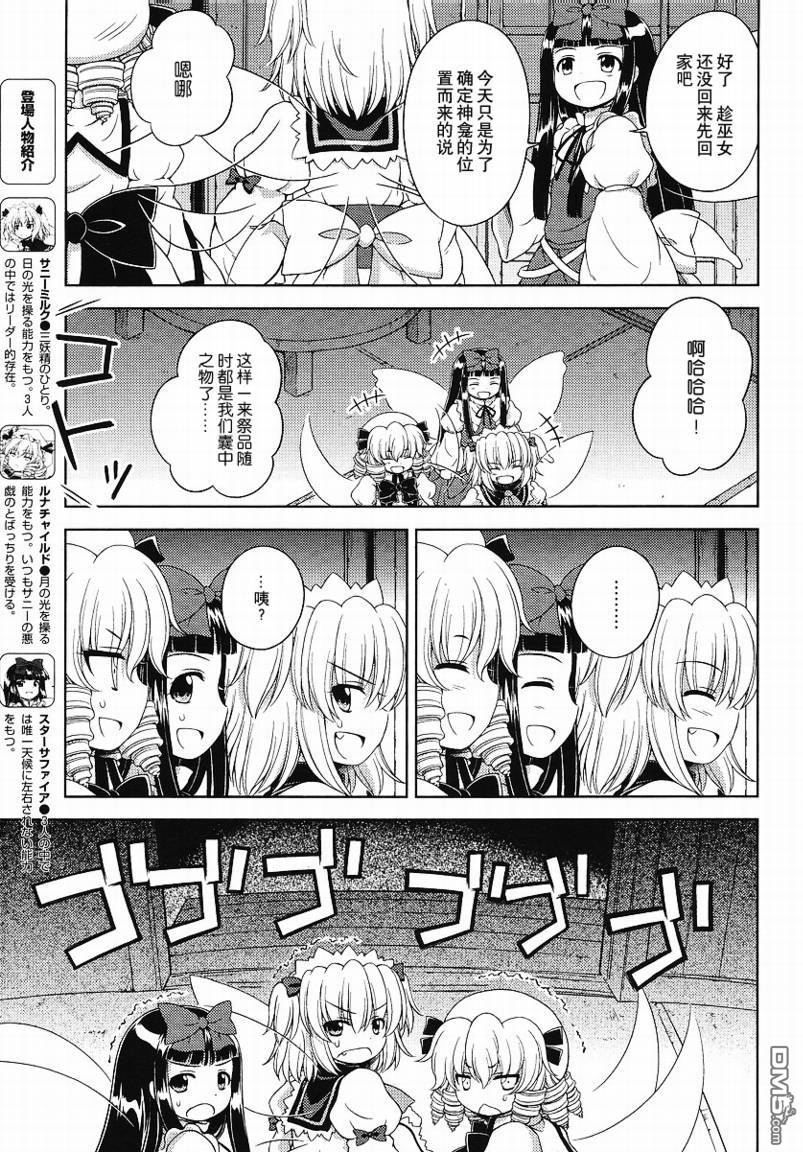 好了 趁巫女
还没回来先回
家吧
今天只是为了
确定神龛的位
置而来的说
嗯哪
啊哈哈哈！
这样一来祭品随
时都是我们囊中
之物了……
………
…咦？
ゴゴゴゴゴゴ
登場人物紹介
サニーミルク●三妖精のひとり。
日の光を操る能力をもつ。3人
の中ではリーダー的存在。
ルナチャイルド●月の光を操る
能力をもつ。いつもサニーの悪
戯のとばっちりを受ける。
スターサファイア●3人の中で
は唯一天候に左右されない能力
をもつ。
DM5.com